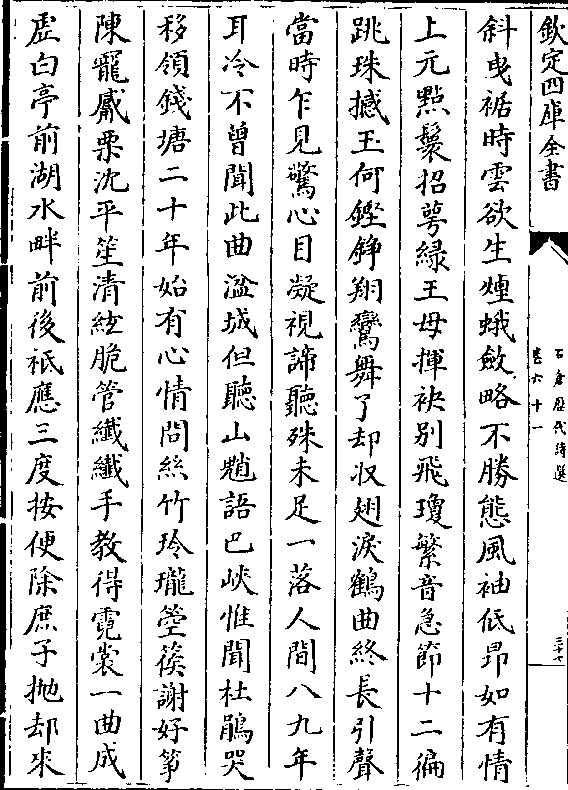 欽定四庫全書
斜曳裾時雲欲生煙蛾斂略不勝態風袖低昂如有情
上元點鬟招萼緑王母揮袂别飛瓊繁音急節十二徧
跳珠撼玉何鏗錚翔鸞舞了却收翅淚鶴曲終長引聲
當時乍見驚心目凝視諦聽殊未足一落人間八九年
耳冷不曾聞此曲湓城但聽山魈語巴峽惟聞杜鵑哭
移領錢塘二十年始有心情問絲竹玲瓏箜篌謝好箏
陳寵觱栗沈平笙清絃脆管纖纖手教得霓裳一曲成
虚白亭前湖水畔前後祇應三度按便除庶子抛却來
石倉歷代詩選
卷六十一
三十七